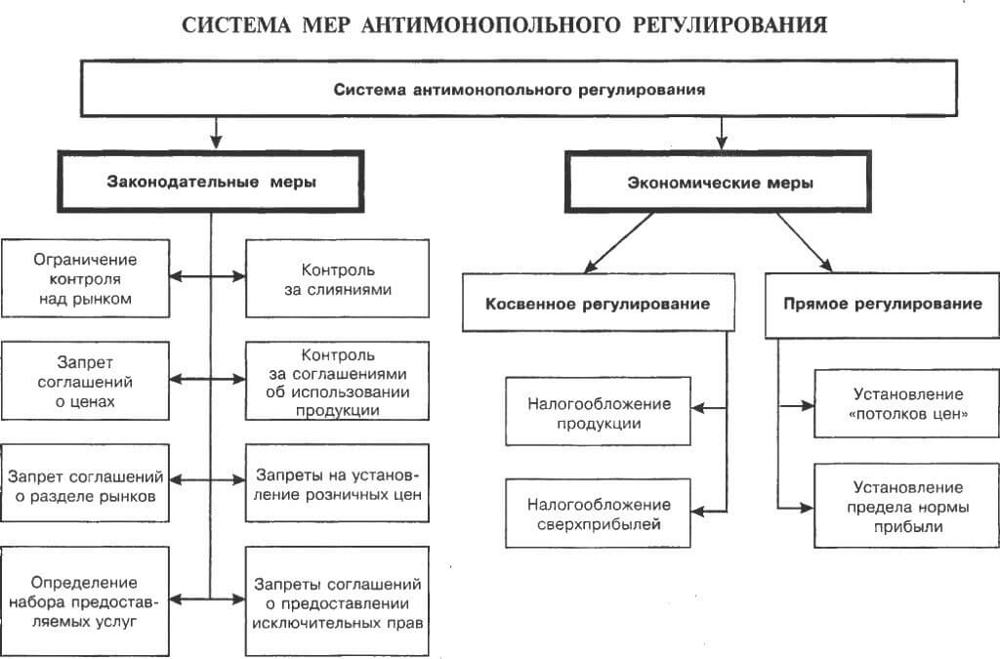 СИСТЕМА МЕР АНТИМОНОПОЛЬНОГО РЕГУЛИРОВАНИЯ
Система антимонопольного регулирования
Законодательные меры
Экономические меры
Ограничение
контроля
над рынком
Контроль
за слияниями
Запрет
соглашений
о ценах
Контроль
за соглашениями
об использовании
продукции
Запрет соглашений
о разделе рынков
Запреты на установ-
ление розничных цен
Определение
набора предостав-
ляемых услуг
Запреты соглашений
о предоставлении
исключительных прав
Косвенное регулирование
Прямое регулирование
Налогообложение
продукции
Налогообложение
сверхприбылей
Установление
«потолков цен»
Установление
предела нормы
прибыли